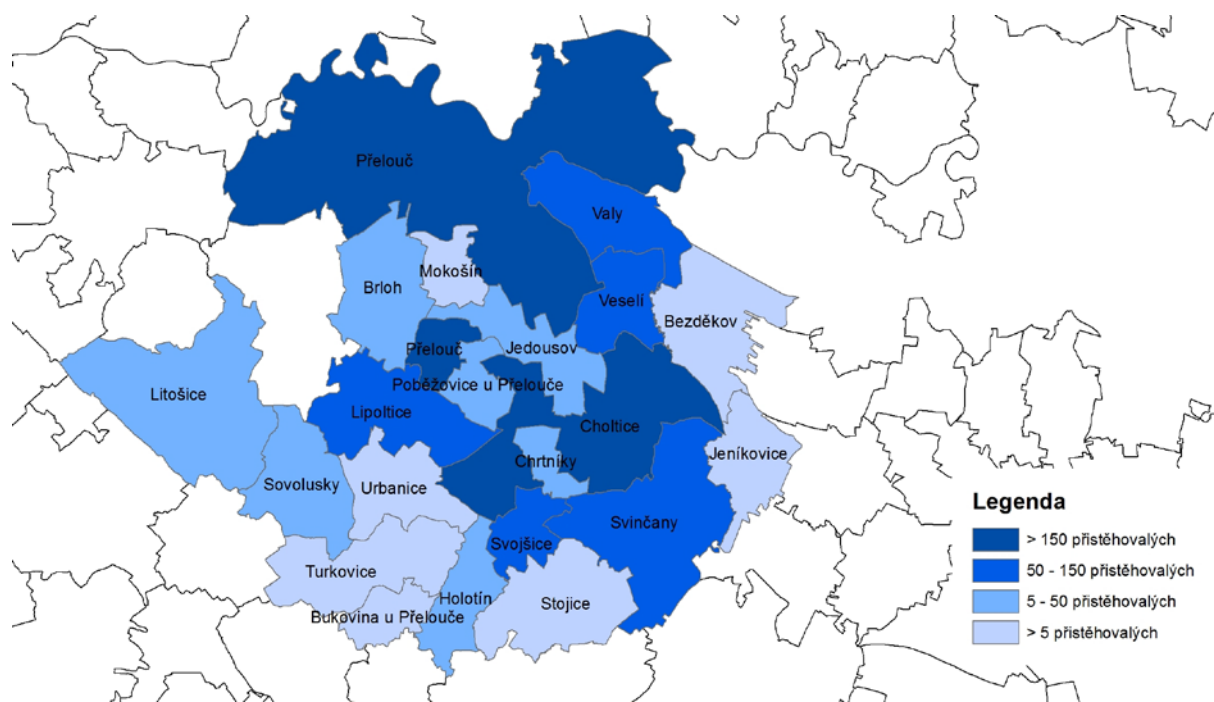 Přelouč
Valy
Mokošín
Brloh
Veselí
Bezděkov
Přelouč
Jedousov
Litošice
Poběžovice u Přelouče
Lipoltice
Choltice
Jeníkovice
Chrtníky
Sovolusky
Urbanice
Svinčany
Svojšice
Turkovice
Holotín
Stojice
Bukovina u Přelouče
Legenda
> 150 přistěhovalých
50 - 150 přistěhovalých
5 - 50 přistěhovalých
> 5 přistěhovalých